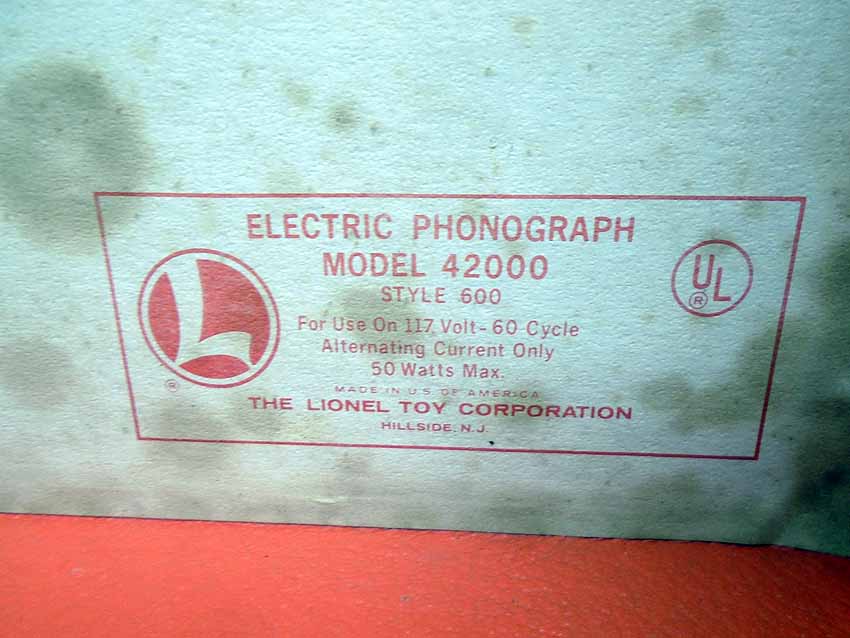 ELECTRIC PHONOGRAPH
MODEL 42000
STYLE 600
For Use On 117 Volt - 60 Cycle
Alternating Current Only
50 Watts Max.
MADE IN U.S. OF AMERICA
THE LIONEL TOY CORPORATION
HILLSIDE, N.J.
L
®
UL
®